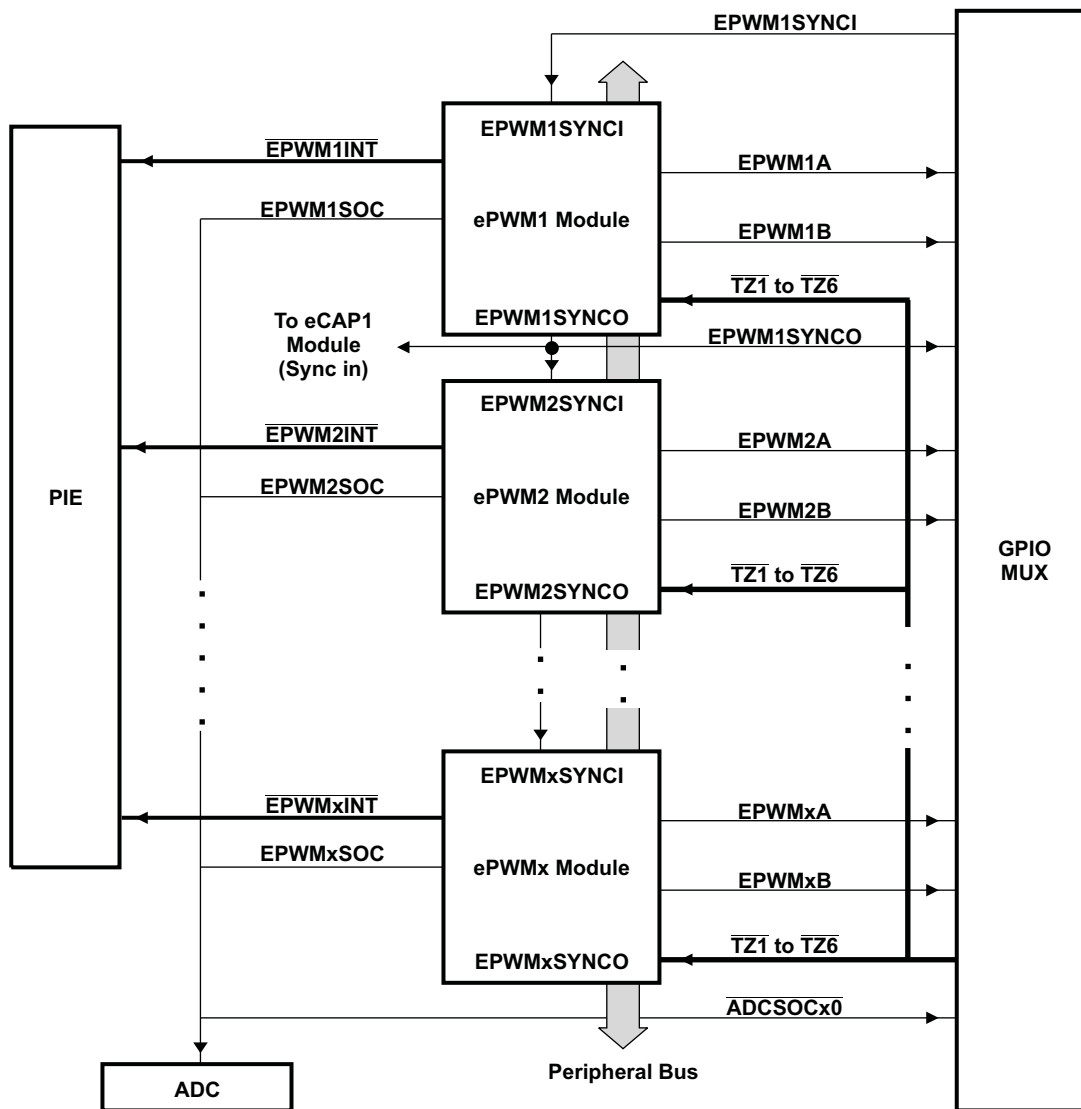 EPWM1SYNCI
EPWM1SYNCI
EPWM1INT
EPWM1A
EPWM1SOC
ePWM1 Module
EPWM1B
TZ1 to TZ6
To eCAP1
Module
(Sync in)
EPWM1SYNCO
EPWM1SYNCO
EPWM2SYNCI
EPWM2INT
EPWM2A
PIE
EPWM2SOC
ePWM2 Module
EPWM2B
GPIO
MUX
TZ1 to TZ6
EPWM2SYNCO
EPWMxSYNCI
EPWMxINT
EPWMxA
EPWMxSOC
ePWMx Module
EPWMxB
TZ1 to TZ6
EPWMxSYNCO
ADCSOCx0
Peripheral Bus
ADC